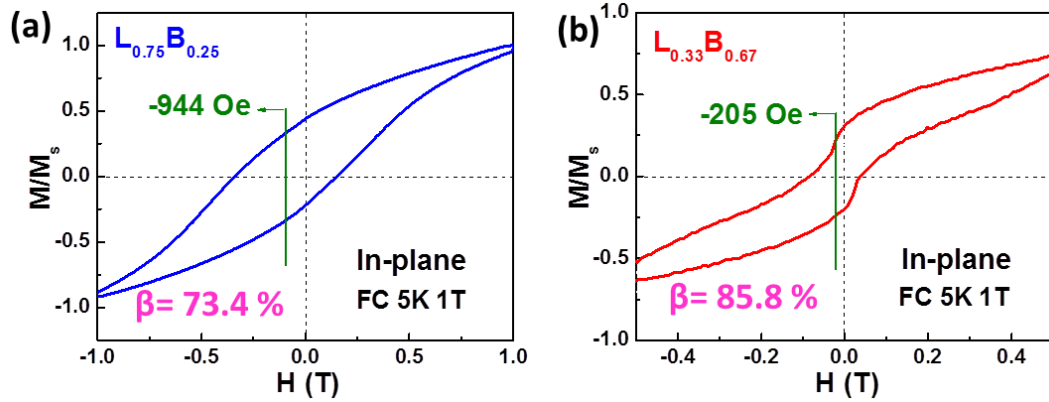 (a)
L0.75B0.25
-944 Oe
M/Ms
1.0
0.5
0.0
-0.5
-1.0
In-plane
FC 5K 1T
β= 73.4 %
-1.0 -0.5 0.0 0.5 1.0
H (T)
(b)
L0.33B0.67
-205 Oe
M/Ms
1.0
0.5
0.0
-0.5
-1.0
In-plane
FC 5K 1T
β= 85.8 %
-0.4 -0.2 0.0 0.2 0.4
H (T)